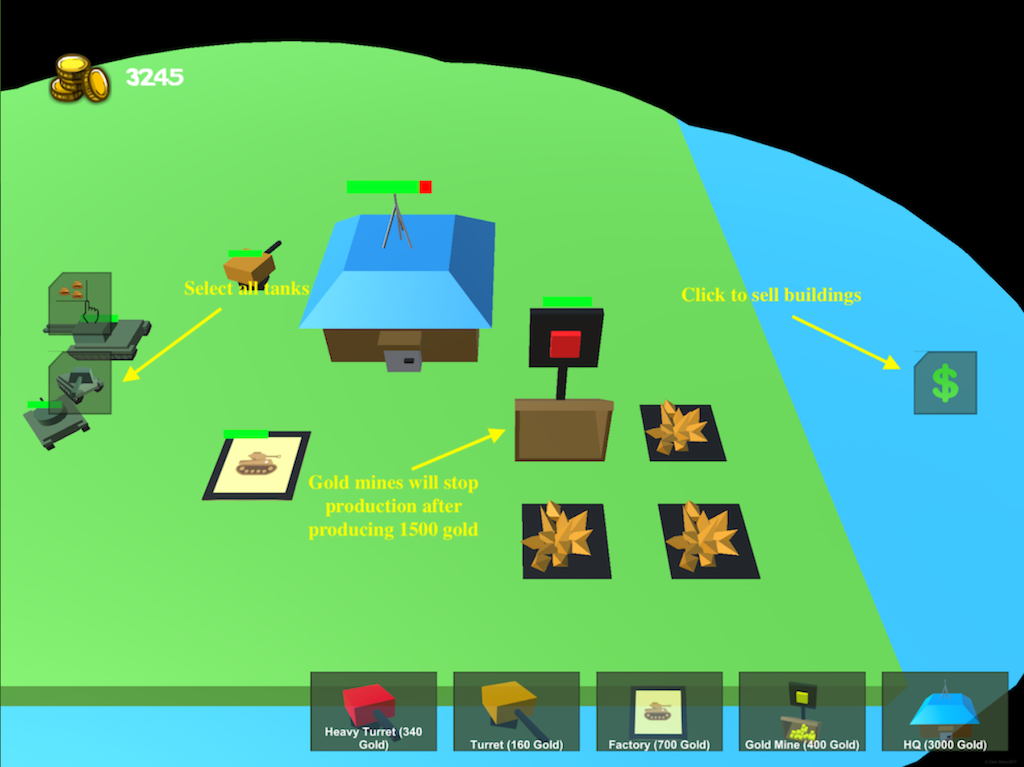 3245
Select all tanks
Click to sell buildings
Gold mines will stop
production after
producing 1500 gold
Heavy Turret (340
Gold)
Turret (160 Gold)
Factory (700 Gold)
Gold Mine (400 Gold)
HQ (3000 Gold)